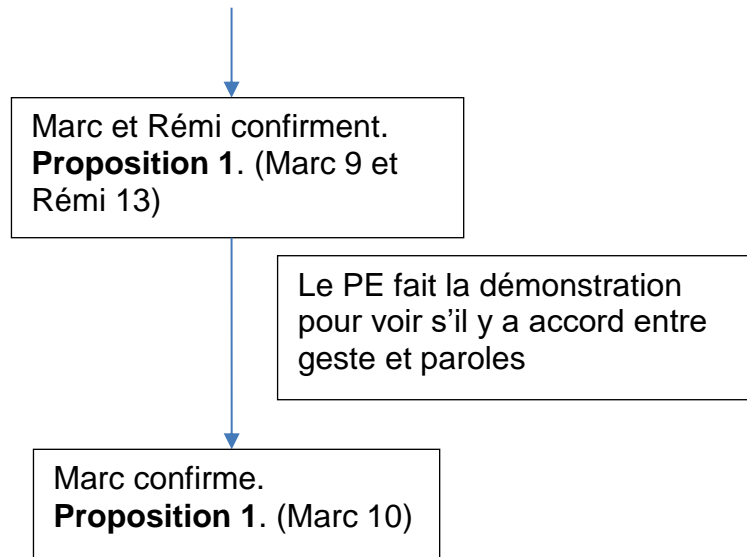 Marc et Rémi confirment.
Proposition 1. (Marc 9 et
Rémi 13)
Le PE fait la démonstration
pour voir s’il y a accord entre
geste et paroles
Marc confirme.
Proposition 1. (Marc 10)